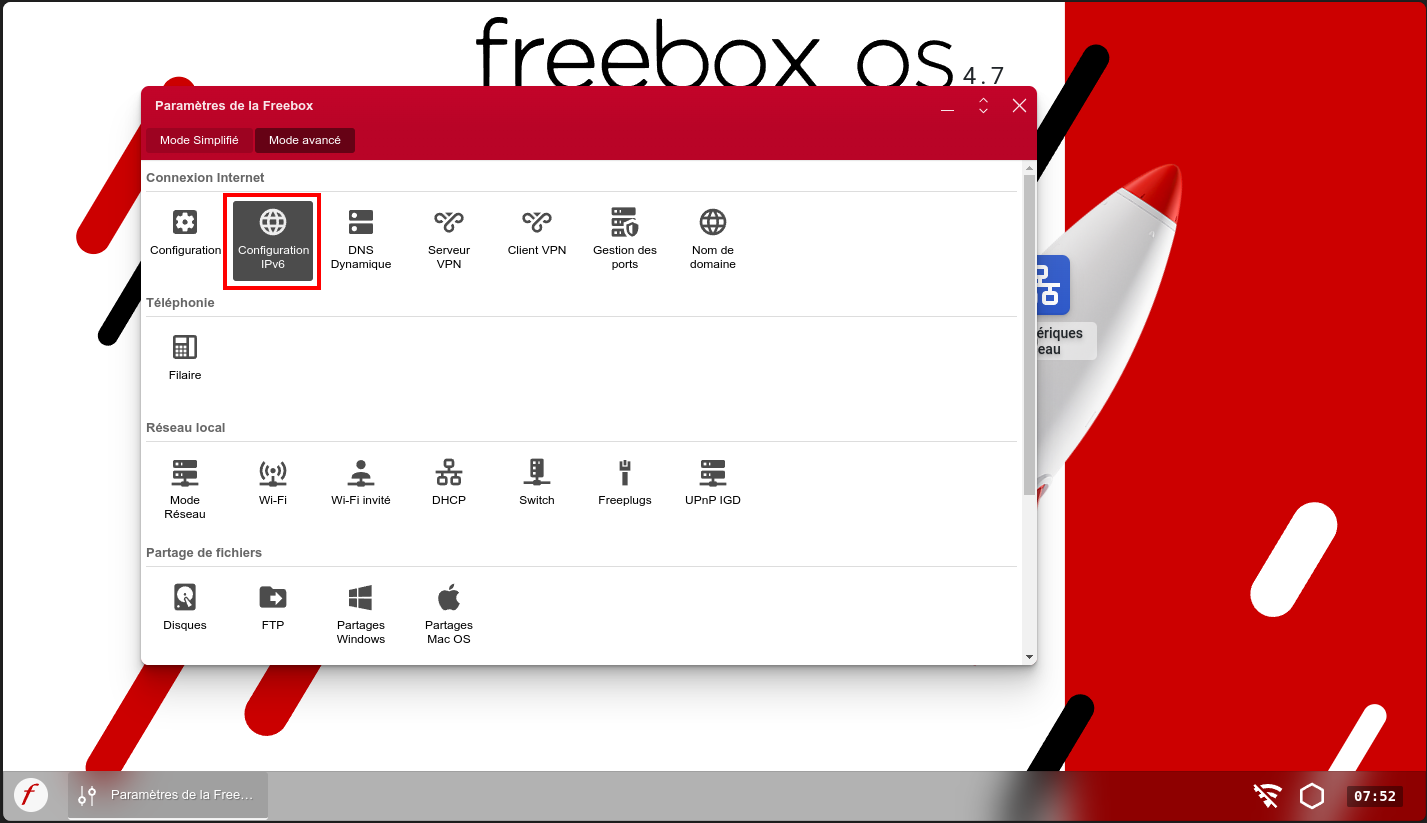 freebox os 4.7
Paramètres de la Freebox
Mode Simplifié
Mode avancé
Connexion Internet
Configuration
Configuration
IPv6
DNS
Dynamique
Serveur
VPN
Client VPN
Gestion des
ports
Nom de
domaine
Téléphonie
Filaire
ériques
eau
Réseau local
Mode
Réseau
Wi-Fi
Wi-Fi invité
DHCP
Switch
Freeplugs
UPnP IGD
Partage de fichiers
Disques
FTP
Partages
Windows
Partages
Mac OS
f
Paramètres de la Free...
07:52